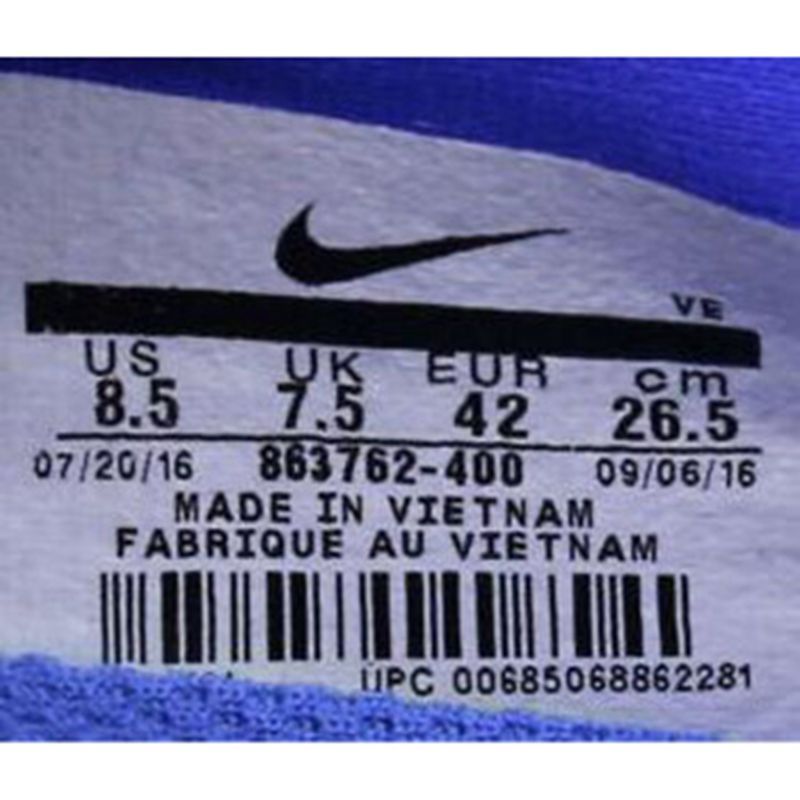 VE
US UK EUR cm
8.5 7.5 42 26.5
07/20/16 863762-400 09/06/16
MADE IN VIETNAM
FABRIQUE AU VIETNAM
UPC 00685068862281